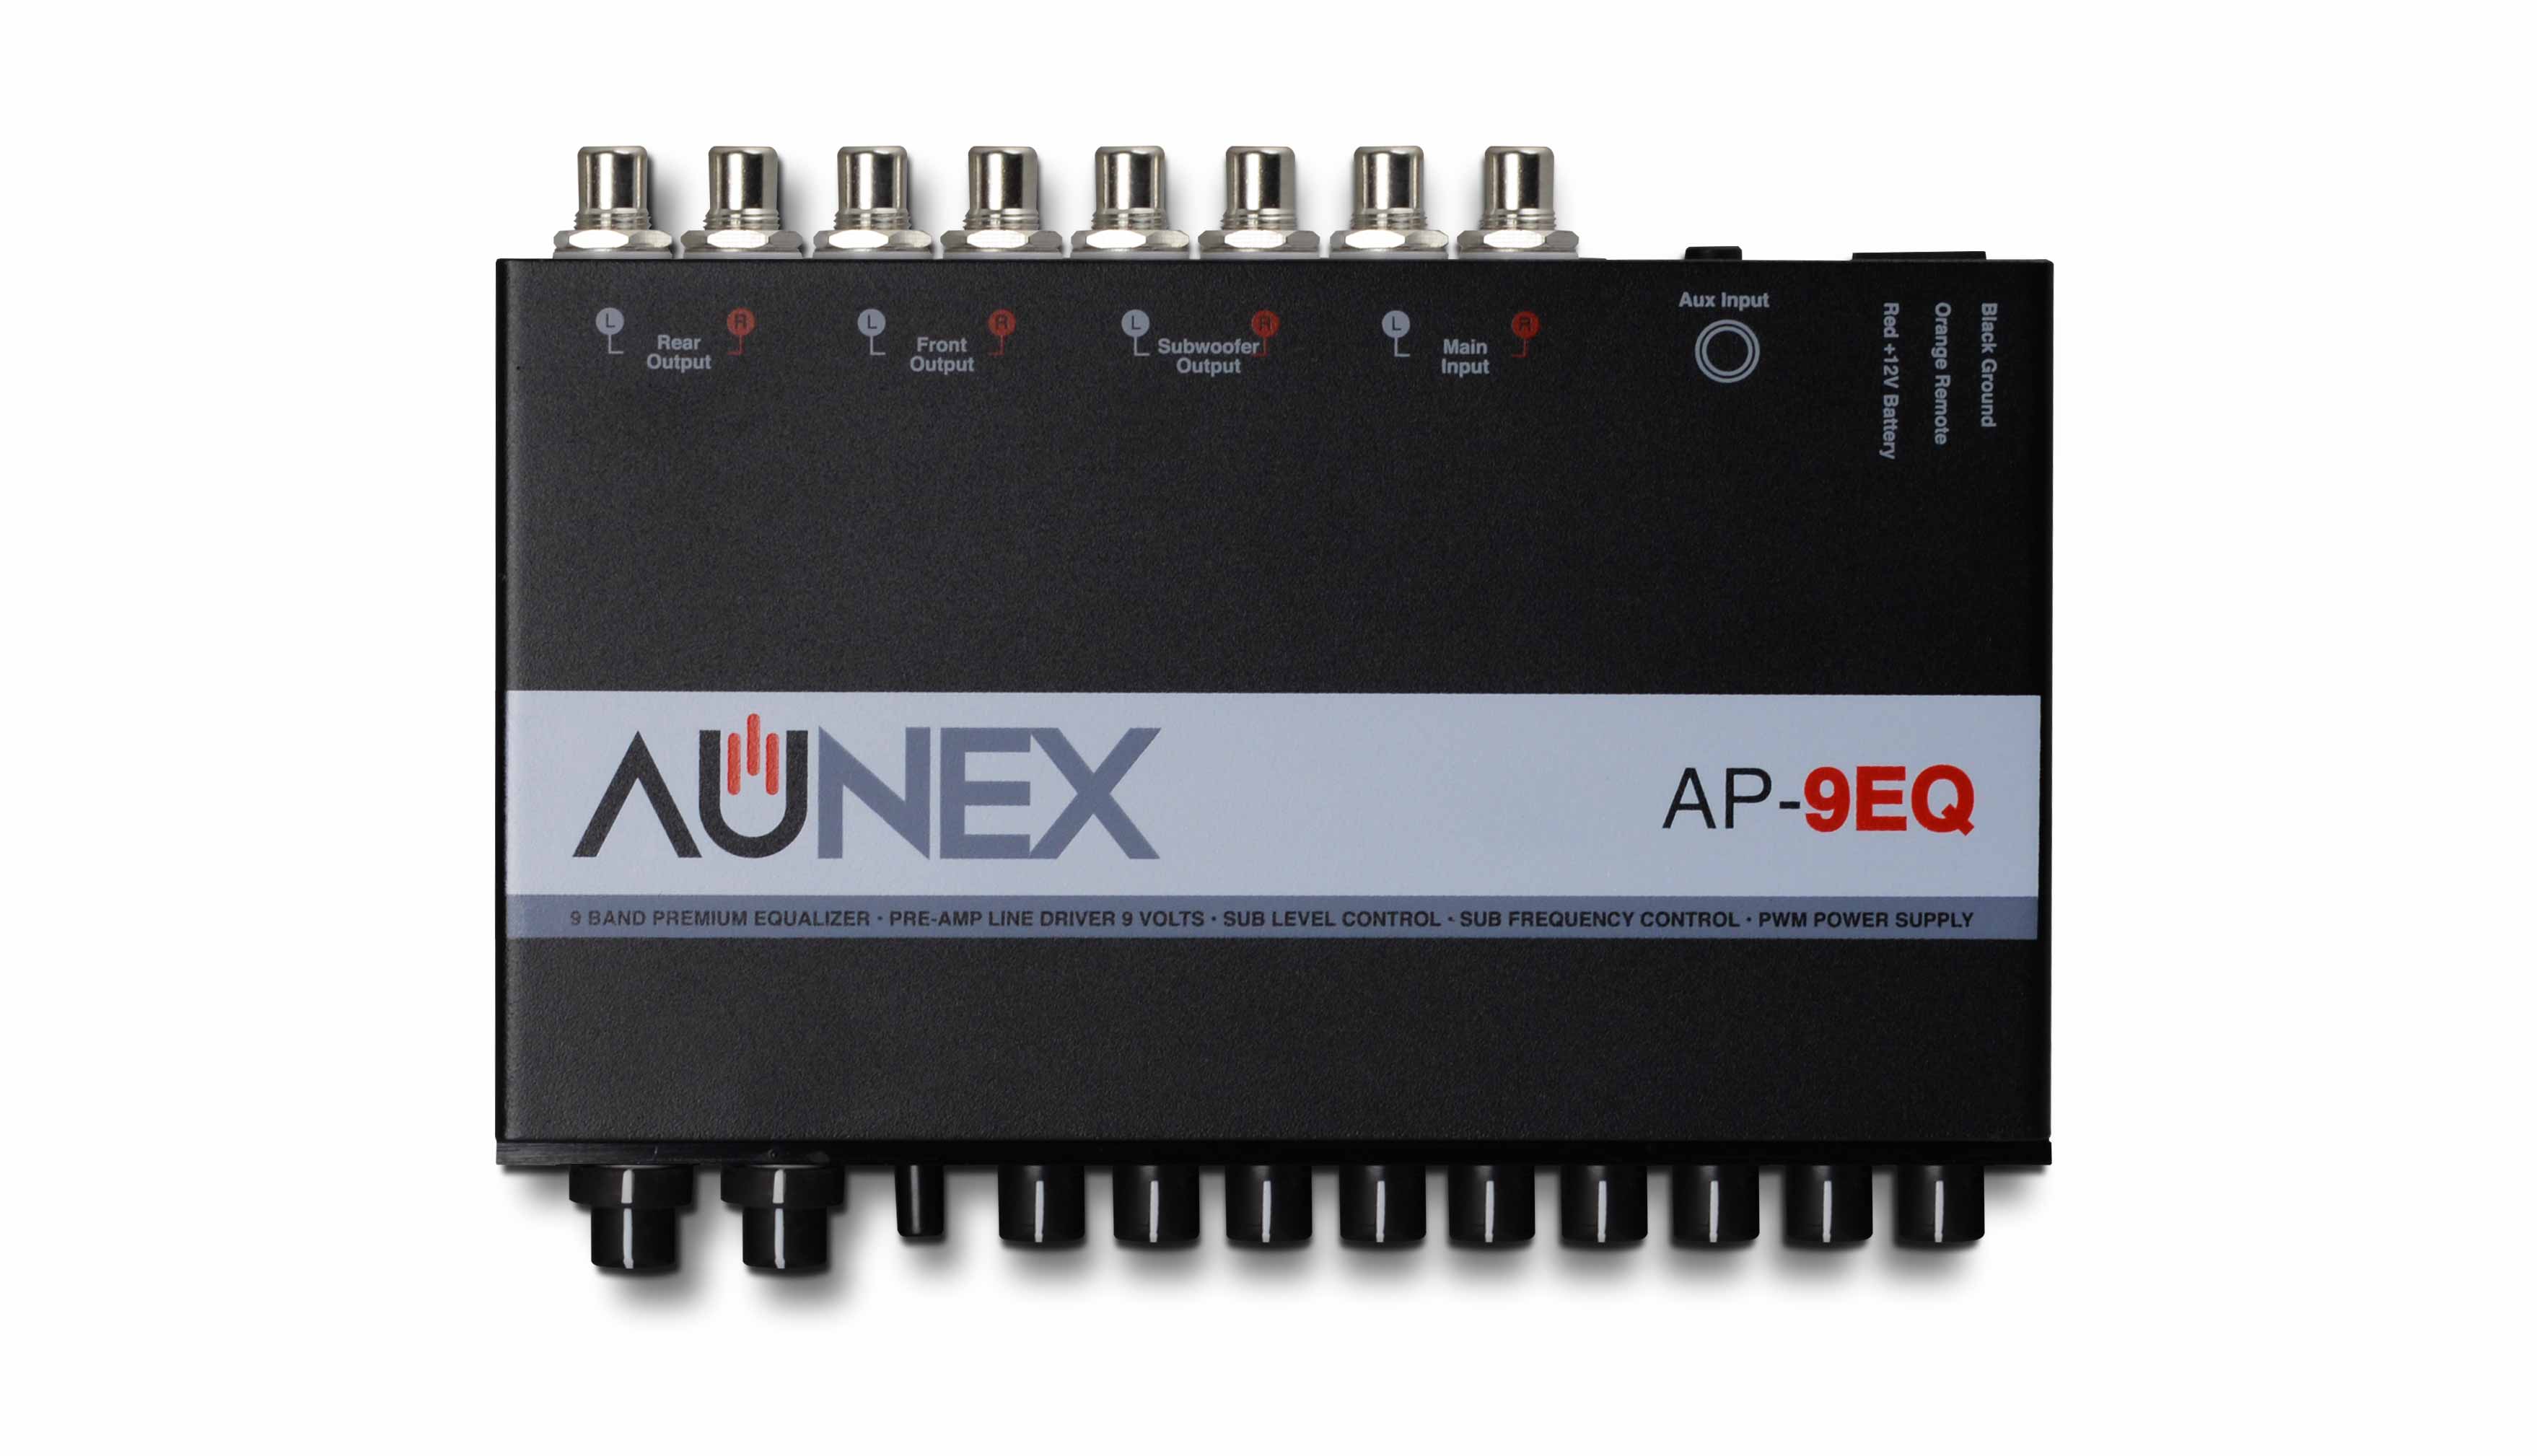 L Rear Output R
L Front Output R
L Subwoofer Output R
L Main Input R
Aux Input
Red +12V Battery
Orange Remote
Black Ground
AUNEX
AP-9EQ
9 BAND PREMIUM EQUALIZER · PRE-AMP LINE DRIVER 9 VOLTS · SUB LEVEL CONTROL · SUB FREQUENCY CONTROL · PWM POWER SUPPLY